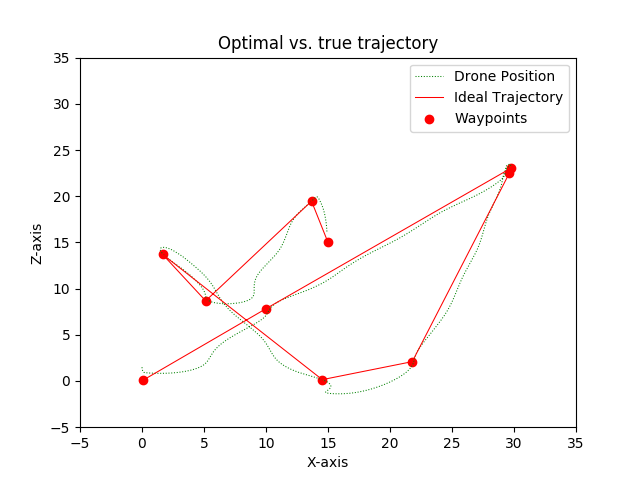 Optimal vs. true trajectory
35
30
25
20
15
10
5
0
−5
Z-axis
Drone Position
Ideal Trajectory
Waypoints
−5 0 5 10 15 20 25 30 35
X-axis